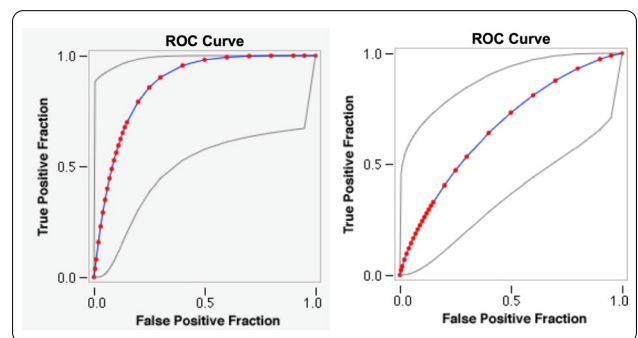 ROC Curve
1.0
0.5
0.0
True Positive Fraction
0.0 0.5 1.0
False Positive Fraction
ROC Curve
1.0
0.5
0.0
True Positive Fraction
0.0 0.5 1.0
False Positive Fraction